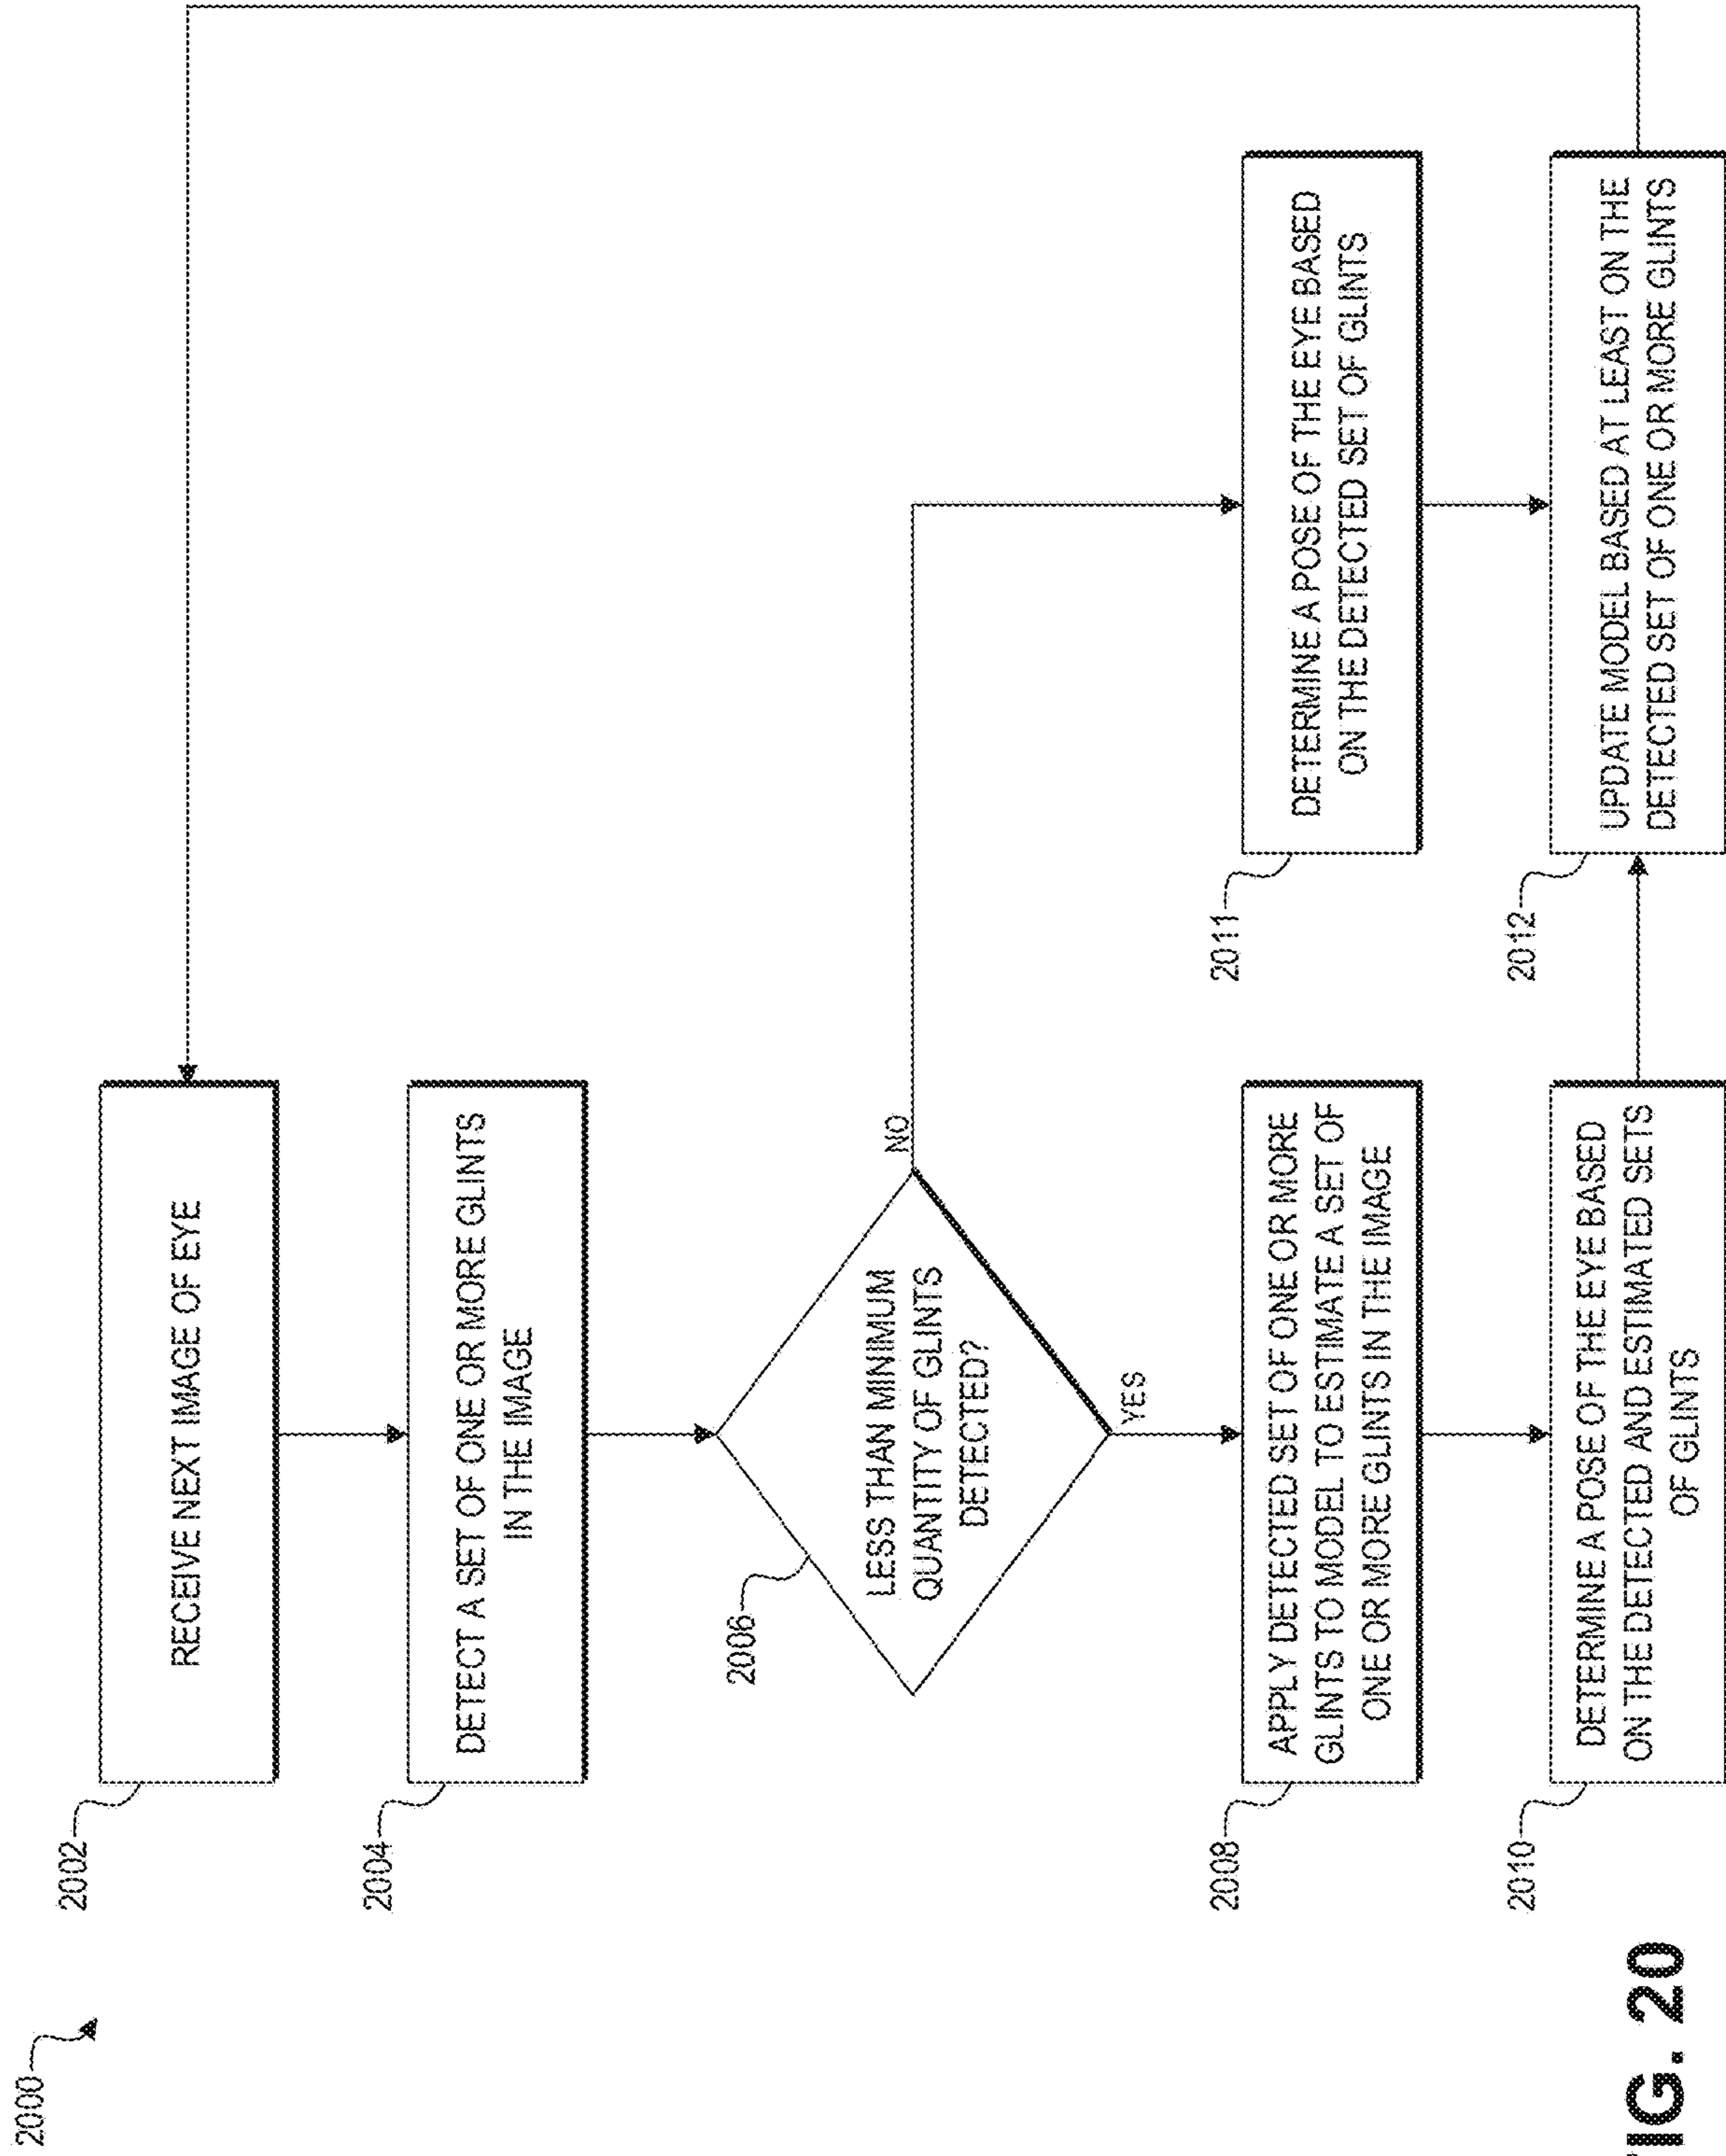 2000
2002
RECEIVE NEXT IMAGE OF EYE
2004
DETECT A SET OF ONE OR MORE GLINTS
IN THE IMAGE
2006
LESS THAN MINIMUM
QUANTITY OF GLINTS
DETECTED?
NO
YES
2008
APPLY DETECTED SET OF ONE OR MORE
GLINTS TO MODEL TO ESTIMATE A SET OF
ONE OR MORE GLINTS IN THE IMAGE
2011
DETERMINE A POSE OF THE EYE BASED
ON THE DETECTED SET OF GLINTS
2010
DETERMINE A POSE OF THE EYE BASED
ON THE DETECTED AND ESTIMATED SETS
OF GLINTS
2012
UPDATE MODEL BASED AT LEAST ON THE
DETECTED SET OF ONE OR MORE GLINTS
IG. 20